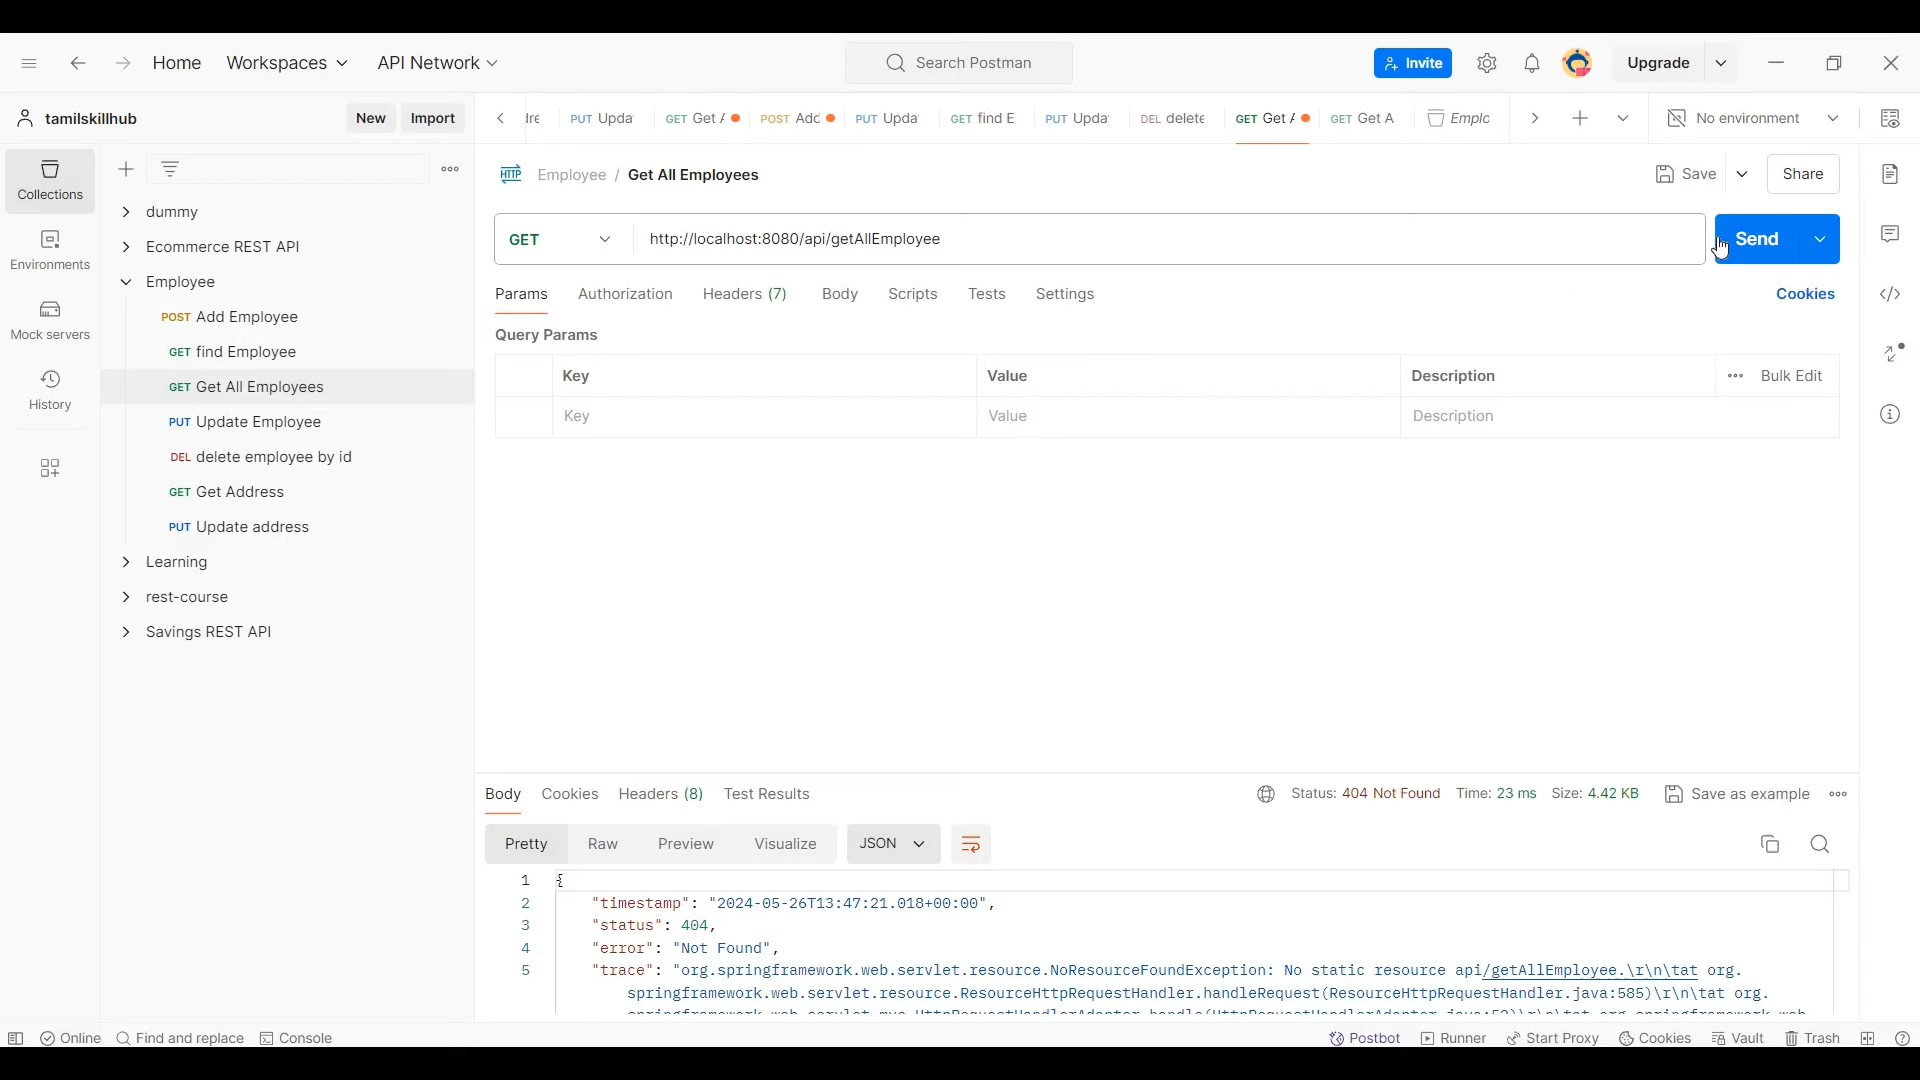 Home Workspaces API Network Search Postman Invite Upgrade
tamilskillhub New Import PUT Upda GET Get A POST Adc PUT Upda GET find E PUT Upda DEL delete GET Get A GET Get A Emplc No environment
Collections
Environments
Mock servers
History
dummy
Ecommerce REST API
Employee
POST Add Employee
GET find Employee
GET Get All Employees
PUT Update Employee
DEL delete employee by id
GET Get Address
PUT Update address
Learning
rest-course
Savings REST API
HTTP Employee / Get All Employees Save Share
GET http://localhost:8080/api/getAllEmployee Send
Params Authorization Headers (7) Body Scripts Tests Settings Cookies
Query Params
Key Value Description Bulk Edit
Key Value Description
Body Cookies Headers (8) Test Results Status: 404 Not Found Time: 23 ms Size: 4.42 KB Save as example
Pretty Raw Preview Visualize JSON
1 {
2 "timestamp": "2024-05-26T13:47:21.018+00:00",
3 "status": 404,
4 "error": "Not Found",
5 "trace": "org.springframework.web.servlet.resource.NoResourceFoundException: No static resource api/getAllEmployee.\r\n\tat org.
springframework.web.servlet.resource.ResourceHttpRequestHandler.handleRequest(ResourceHttpRequestHandler.java:585)\r\n\tat org.
Online Find and replace Console Postbot Runner Start Proxy Cookies Vault Trash